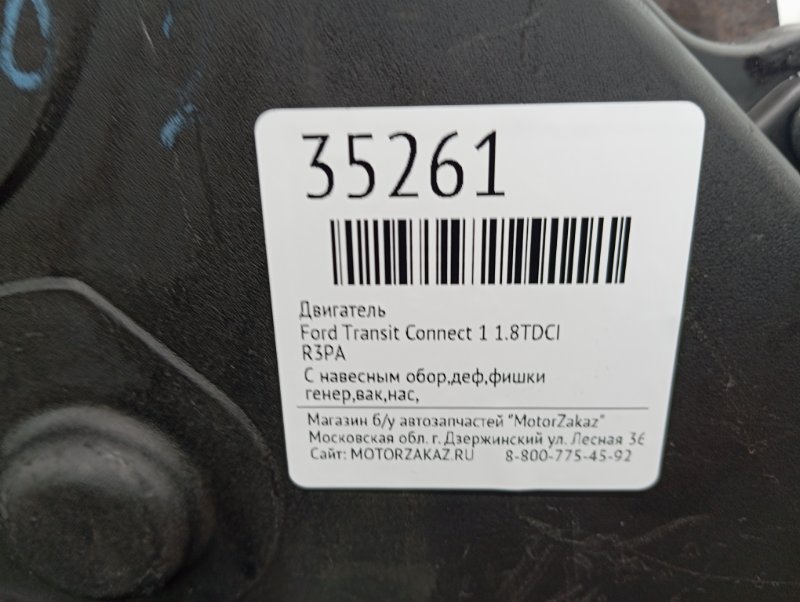 35261
Двигатель
Ford Transit Connect 1 1.8TDCI
R3PA
С навесным обор,деф,фишки
генер,вак,нас,
Магазин б/у автозапчастей "MotorZakaz"
Московская обл. г. Дзержинский ул. Лесная 36
Сайт: MOTORZAKAZ.RU 8-800-775-45-92